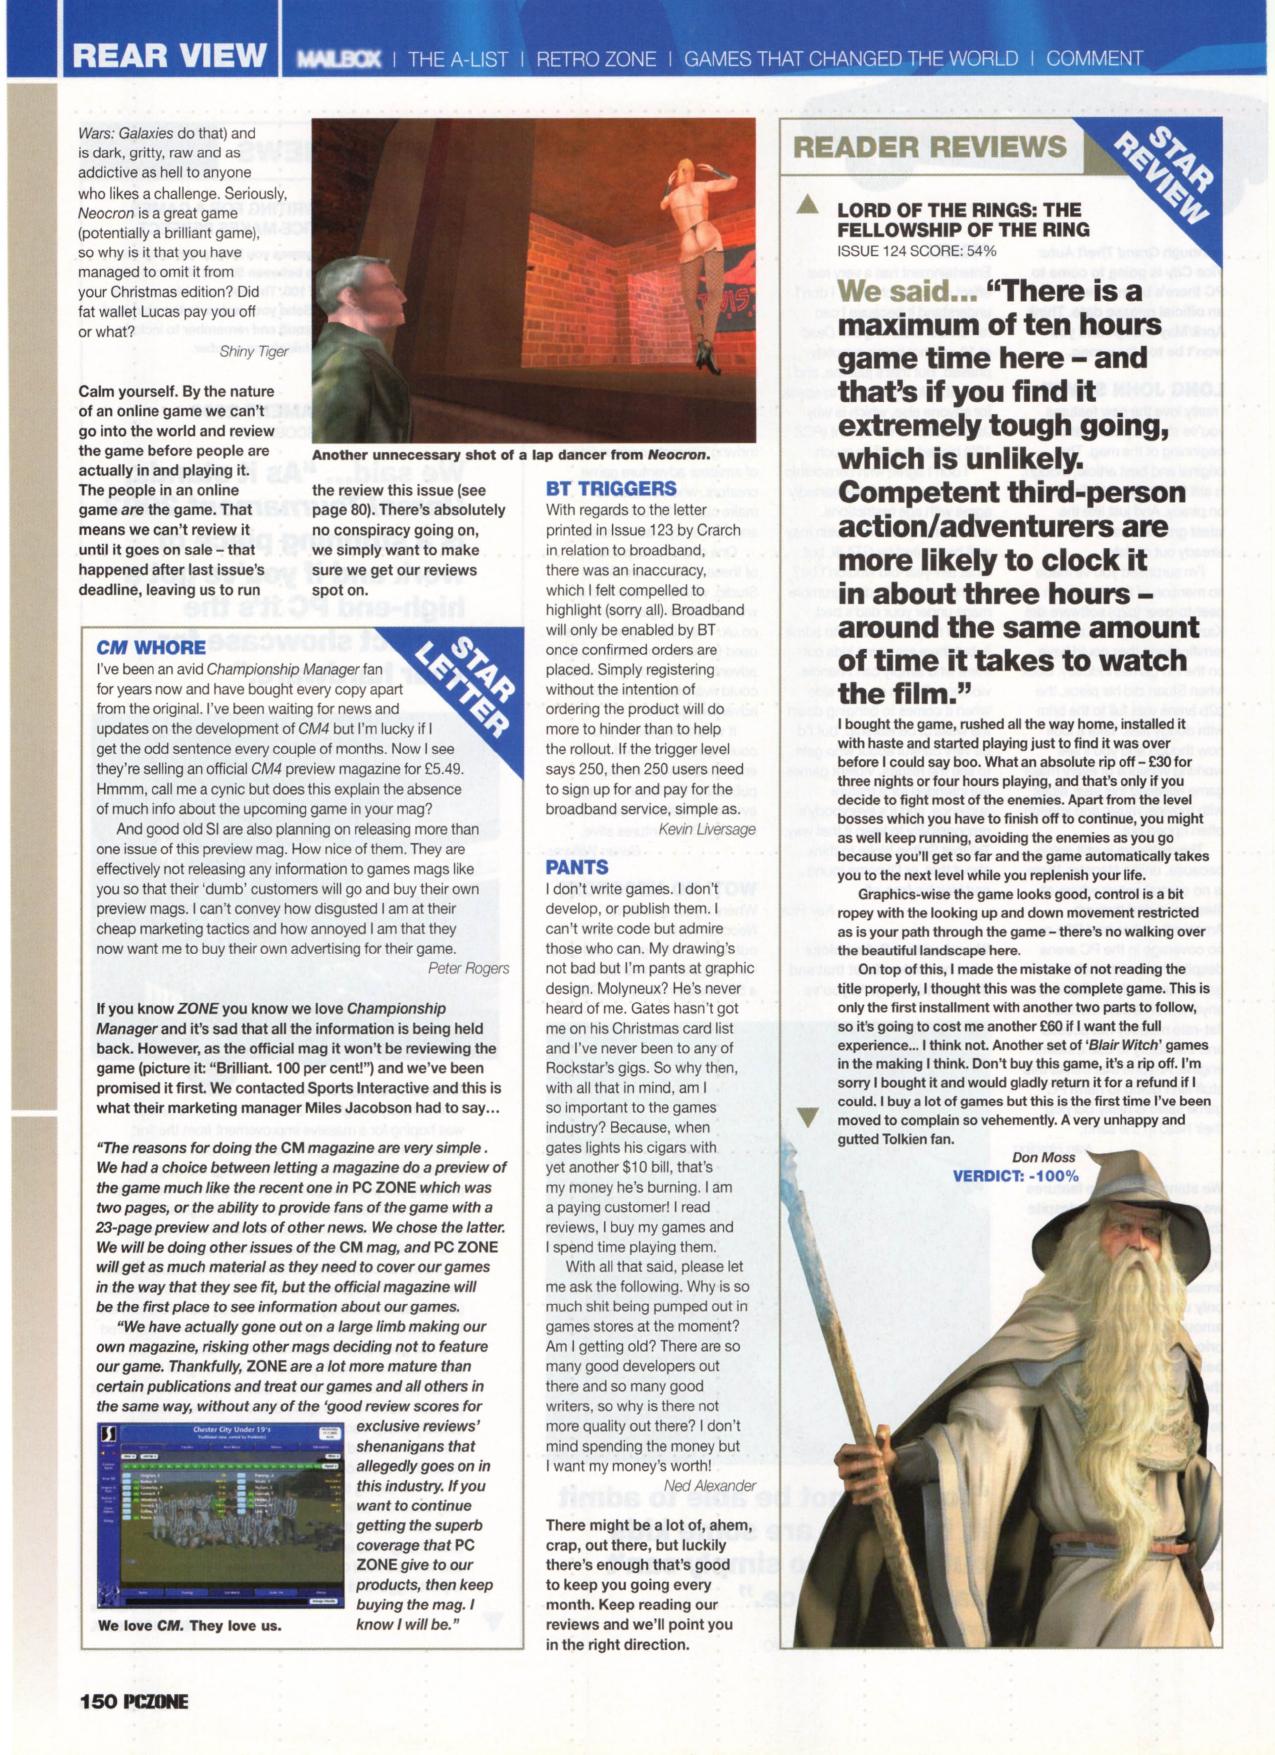 REAR VIEW
MAILBOX | THE A-LIST | RETRO ZONE | GAMES THAT CHANGED THE WORLD | COMMENT
Wars: Galaxies do that) and
is dark, gritty, raw and as
addictive as hell to anyone
who likes a challenge. Seriously,
Neocron is a great game
(potentially a brilliant game),
so why is it that you have
managed to omit it from
your Christmas edition? Did
fat wallet Lucas pay you off
or what?
Shiny Tiger
Calm yourself. By the nature
of an online game we can't
go into the world and review
the game before people are
actually in and playing it.
The people in an online
game are the game. That
means we can't review it
until it goes on sale – that
happened after last issue's
deadline, leaving us to run
Another unnecessary shot of a lap dancer from Neocron.
the review this issue (see
page 80). There's absolutely
no conspiracy going on,
we simply want to make
sure we get our reviews
spot on.
CM WHORE
STAR
LETTER
I've been an avid Championship Manager fan
for years now and have bought every copy apart
from the original. I've been waiting for news and
updates on the development of CM4 but I'm lucky if I
get the odd sentence every couple of months. Now I see
they're selling an official CM4 preview magazine for £5.49.
Hmmm, call me a cynic but does this explain the absence
of much info about the upcoming game in your mag?
And good old SI are also planning on releasing more than
one issue of this preview mag. How nice of them. They are
effectively not releasing any information to games mags like
you so that their 'dumb' customers will go and buy their own
preview mags. I can't convey how disgusted I am at their
cheap marketing tactics and how annoyed I am that they
now want me to buy their own advertising for their game.
Peter Rogers
If you know ZONE you know we love Championship
Manager and it's sad that all the information is being held
back. However, as the official mag it won't be reviewing the
game (picture it: "Brilliant. 100 per cent!") and we've been
promised it first. We contacted Sports Interactive and this is
what their marketing manager Miles Jacobson had to say...
"The reasons for doing the CM magazine are very simple .
We had a choice between letting a magazine do a preview of
the game much like the recent one in PC ZONE which was
two pages, or the ability to provide fans of the game with a
23-page preview and lots of other news. We chose the latter.
We will be doing other issues of the CM mag, and PC ZONE
will get as much material as they need to cover our games
in the way that they see fit, but the official magazine will
be the first place to see information about our games.
"We have actually gone out on a large limb making our
own magazine, risking other mags deciding not to feature
our game. Thankfully, ZONE are a lot more mature than
certain publications and treat our games and all others in
the same way, without any of the 'good review scores for
exclusive reviews'
shenanigans that
allegedly goes on in
this industry. If you
want to continue
getting the superb
coverage that PC
ZONE give to our
products, then keep
buying the mag. I
know I will be."
Chester City Under 19's
We love CM. They love us.
BT TRIGGERS
With regards to the letter
printed in Issue 123 by Crarch
in relation to broadband,
there was an inaccuracy,
which I felt compelled to
highlight (sorry all). Broadband
will only be enabled by BT
once confirmed orders are
placed. Simply registering
without the intention of
ordering the product will do
more to hinder than to help
the rollout. If the trigger level
says 250, then 250 users need
to sign up for and pay for the
broadband service, simple as.
Kevin Liversage
PANTS
I don't write games. I don't
develop, or publish them. I
can't write code but admire
those who can. My drawing's
not bad but I'm pants at graphic
design. Molyneux? He's never
heard of me. Gates hasn't got
me on his Christmas card list
and I've never been to any of
Rockstar's gigs. So why then,
with all that in mind, am I
so important to the games
industry? Because, when
gates lights his cigars with
yet another $10 bill, that's
my money he's burning. I am
a paying customer! I read
reviews, I buy my games and
I spend time playing them.
With all that said, please let
me ask the following. Why is so
much shit being pumped out in
games stores at the moment?
Am I getting old? There are so
many good developers out
there and so many good
writers, so why is there not
more quality out there? I don't
mind spending the money but
I want my money's worth!
Ned Alexander
There might be a lot of, ahem,
crap, out there, but luckily
there's enough that's good
to keep you going every
month. Keep reading our
reviews and we'll point you
in the right direction.
READER REVIEWS
STAR
REVIEW
LORD OF THE RINGS: THE
FELLOWSHIP OF THE RING
ISSUE 124 SCORE: 54%
We said... "There is a
maximum of ten hours
game time here – and
that's if you find it
extremely tough going,
which is unlikely.
Competent third-person
action/adventurers are
more likely to clock it
in about three hours –
around the same amount
of time it takes to watch
the film."
I bought the game, rushed all the way home, installed it
with haste and started playing just to find it was over
before I could say boo. What an absolute rip off – £30 for
three nights or four hours playing, and that's only if you
decide to fight most of the enemies. Apart from the level
bosses which you have to finish off to continue, you might
as well keep running, avoiding the enemies as you go
because you'll get so far and the game automatically takes
you to the next level while you replenish your life.
Graphics-wise the game looks good but is a bit
ropey with the looking up and down movement restricted
as is your path through the game – there's no walking over
the beautiful landscape here.
On top of this, I made the mistake of not reading the
title properly, I thought this was the complete game. This is
only the first installment with another two parts to follow,
so it's going to cost me another £60 if I want the full
experience... I think not. Another set of 'Blair Witch' games
in the making I think. Don't buy this game, it's a rip off. I'm
sorry I bought it and would gladly return it for a refund if I
could. I buy a lot of games but this is the first time I've been
moved to complain so vehemently. A very unhappy and
gutted Tolkien fan.
Don Moss
VERDICT: -100%
150 PCZONE